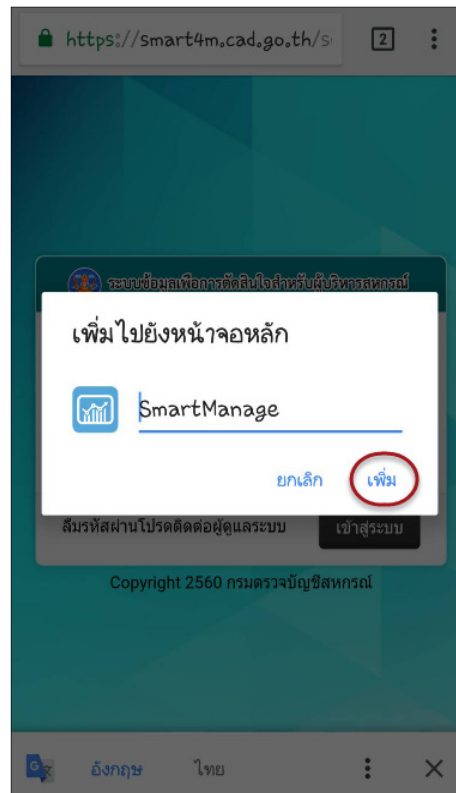 https://smart4m.cad.go.th/s
2
ระบบข้อมูลเพื่อการตัดสินใจสำหรับผู้บริหารสหกรณ์
เพิ่มไปยังหน้าจอหลัก
SmartManage
ยกเลิก เพิ่ม
ลืมรหัสผ่านโปรดติดต่อผู้ดูแลระบบ เข้าสู่ระบบ
Copyright 2560 กรมตรวจบัญชีสหกรณ์
อังกฤษ ไทย